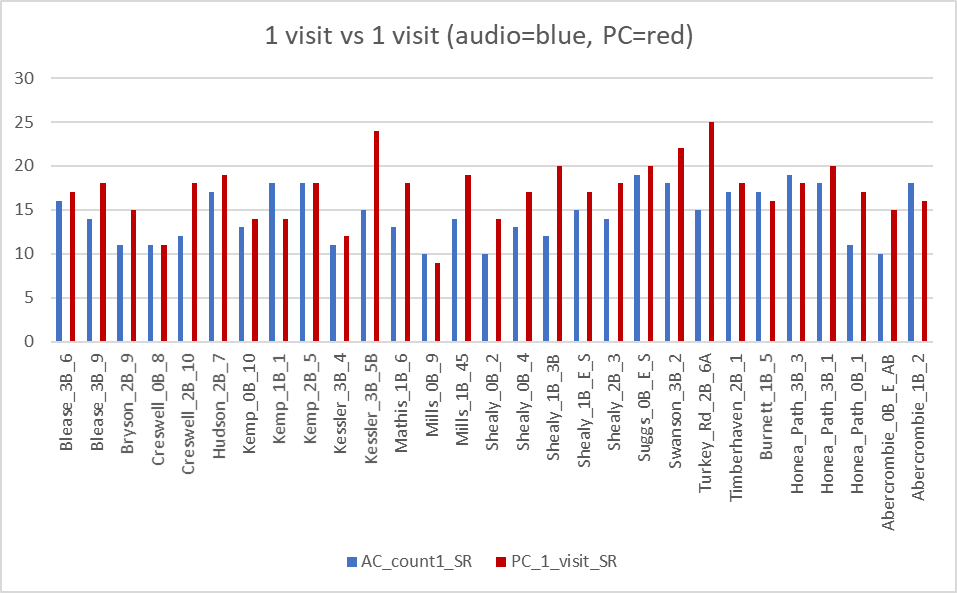 1 visit vs 1 visit (audio=blue, PC=red)
30
25
20
15
10
5
0
Blease_3B_6
Blease_3B_9
Bryson_2B_9
Creswell_0B_8
Creswell_2B_10
Hudson_2B_7
Kemp_0B_10
Kemp_1B_1
Kemp_2B_5
Kessler_3B_4
Kessler_3B_5B
Mathis_1B_6
Mills_0B_9
Mills_1B_45
Shealy_0B_2
Shealy_0B_4
Shealy_1B_3B
Shealy_1B_E_S
Shealy_2B_3
Suggs_0B_E_S
Swanson_3B_2
Turkey_Rd_2B_6A
Timberhaven_2B_1
Burnett_1B_5
Honea_Path_3B_3
Honea_Path_3B_1
Honea_Path_0B_1
Abercrombie_0B_E_AB
Abercrombie_1B_2
AC_count1_SR
PC_1_visit_SR